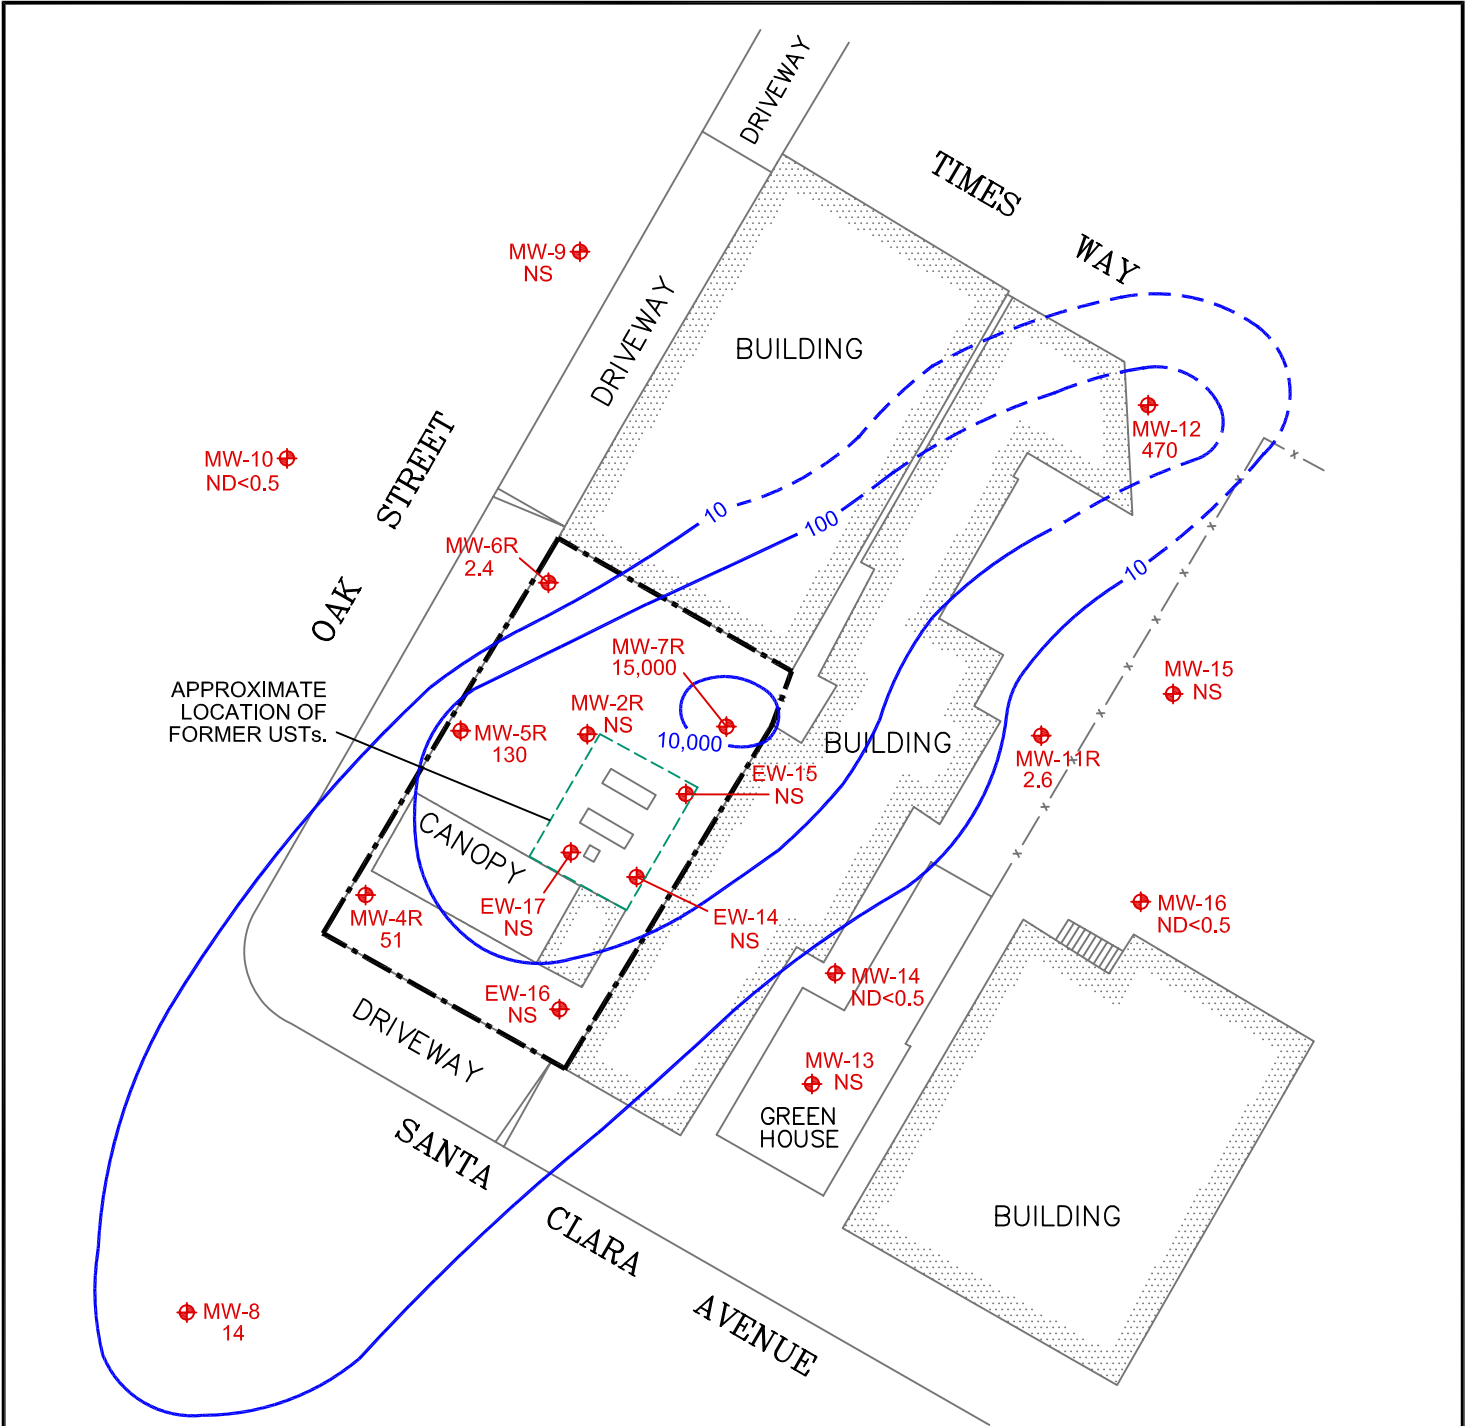 DRIVEWAY
TIMES
WAY
MW-9
NS
DRIVEWAY
BUILDING
MW-12
470
MW-10
ND<0.5
STREET
10
100
MW-6R
2.4
10
OAK
MW-7R
15,000
MW-15
NS
APPROXIMATE
LOCATION OF
FORMER USTs.
MW-2R
NS
MW-5R
130
10,000
BUILDING
MW-11R
2.6
EW-15
NS
CANOPY
MW-4R
51
EW-17
NS
EW-14
NS
MW-16
ND<0.5
MW-14
ND<0.5
EW-16
NS
DRIVEWAY
MW-13
NS
GREEN
HOUSE
SANTA
CLARA
AVENUE
BUILDING
MW-8
14